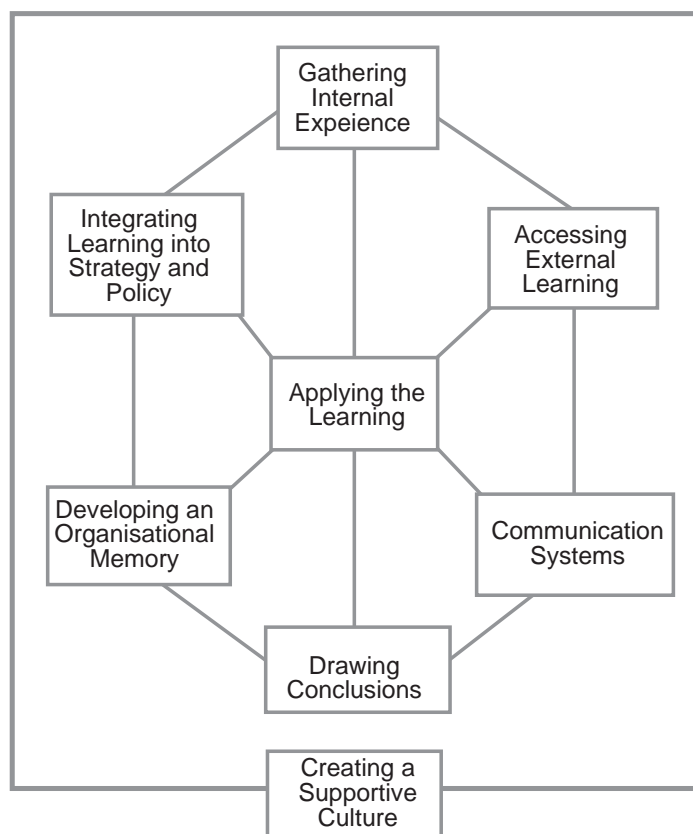 Gathering
Internal
Expeience
Integrating
Learning into
Strategy and
Policy
Accessing
External
Learning
Applying the
Learning
Developing an
Organisational
Memory
Communication
Systems
Drawing
Conclusions
Creating a
Supportive
Culture